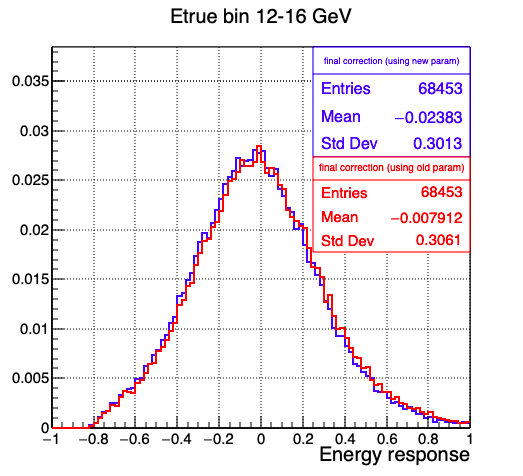 Etrue bin 12-16 GeV
final correction (using new param)
Entries 68453
Mean −0.02383
Std Dev 0.3013
final correction (using old param)
Entries 68453
Mean −0.007912
Std Dev 0.3061
0.035
0.03
0.025
0.02
0.015
0.01
0.005
0
−1 −0.8 −0.6 −0.4 −0.2 0 0.2 0.4 0.6 0.8 1
Energy response